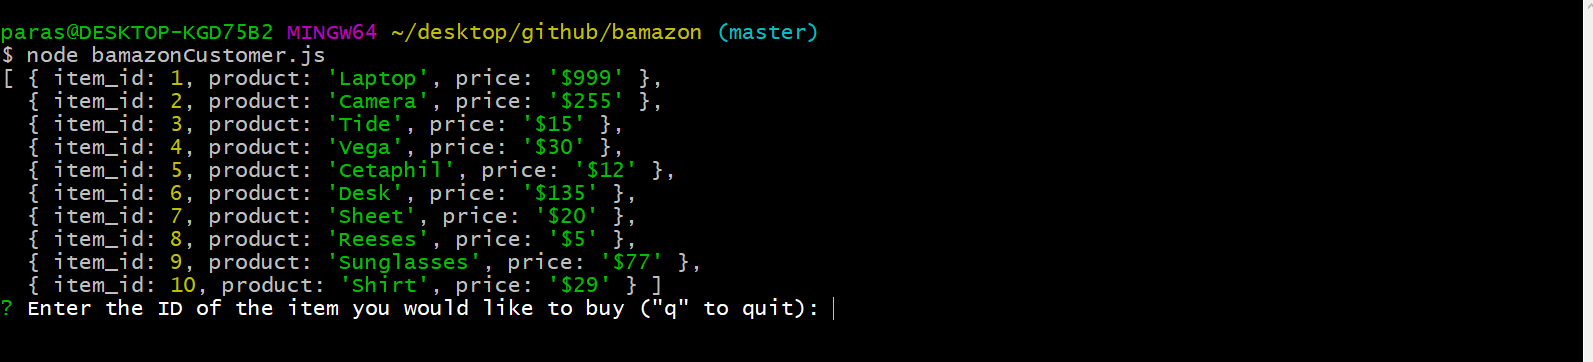 paras@DESKTOP-KGD75B2 MINGW64 ~/desktop/github/bamazon (master)
$ node bamazonCustomer.js
[ { item_id: 1, product: 'Laptop', price: '$999' },
  { item_id: 2, product: 'Camera', price: '$255' },
  { item_id: 3, product: 'Tide', price: '$15' },
  { item_id: 4, product: 'Vega', price: '$30' },
  { item_id: 5, product: 'Cetaphil', price: '$12' },
  { item_id: 6, product: 'Desk', price: '$135' },
  { item_id: 7, product: 'Sheet', price: '$20' },
  { item_id: 8, product: 'Reeses', price: '$5' },
  { item_id: 9, product: 'Sunglasses', price: '$77' },
  { item_id: 10, product: 'Shirt', price: '$29' } ]
? Enter the ID of the item you would like to buy ("q" to quit):